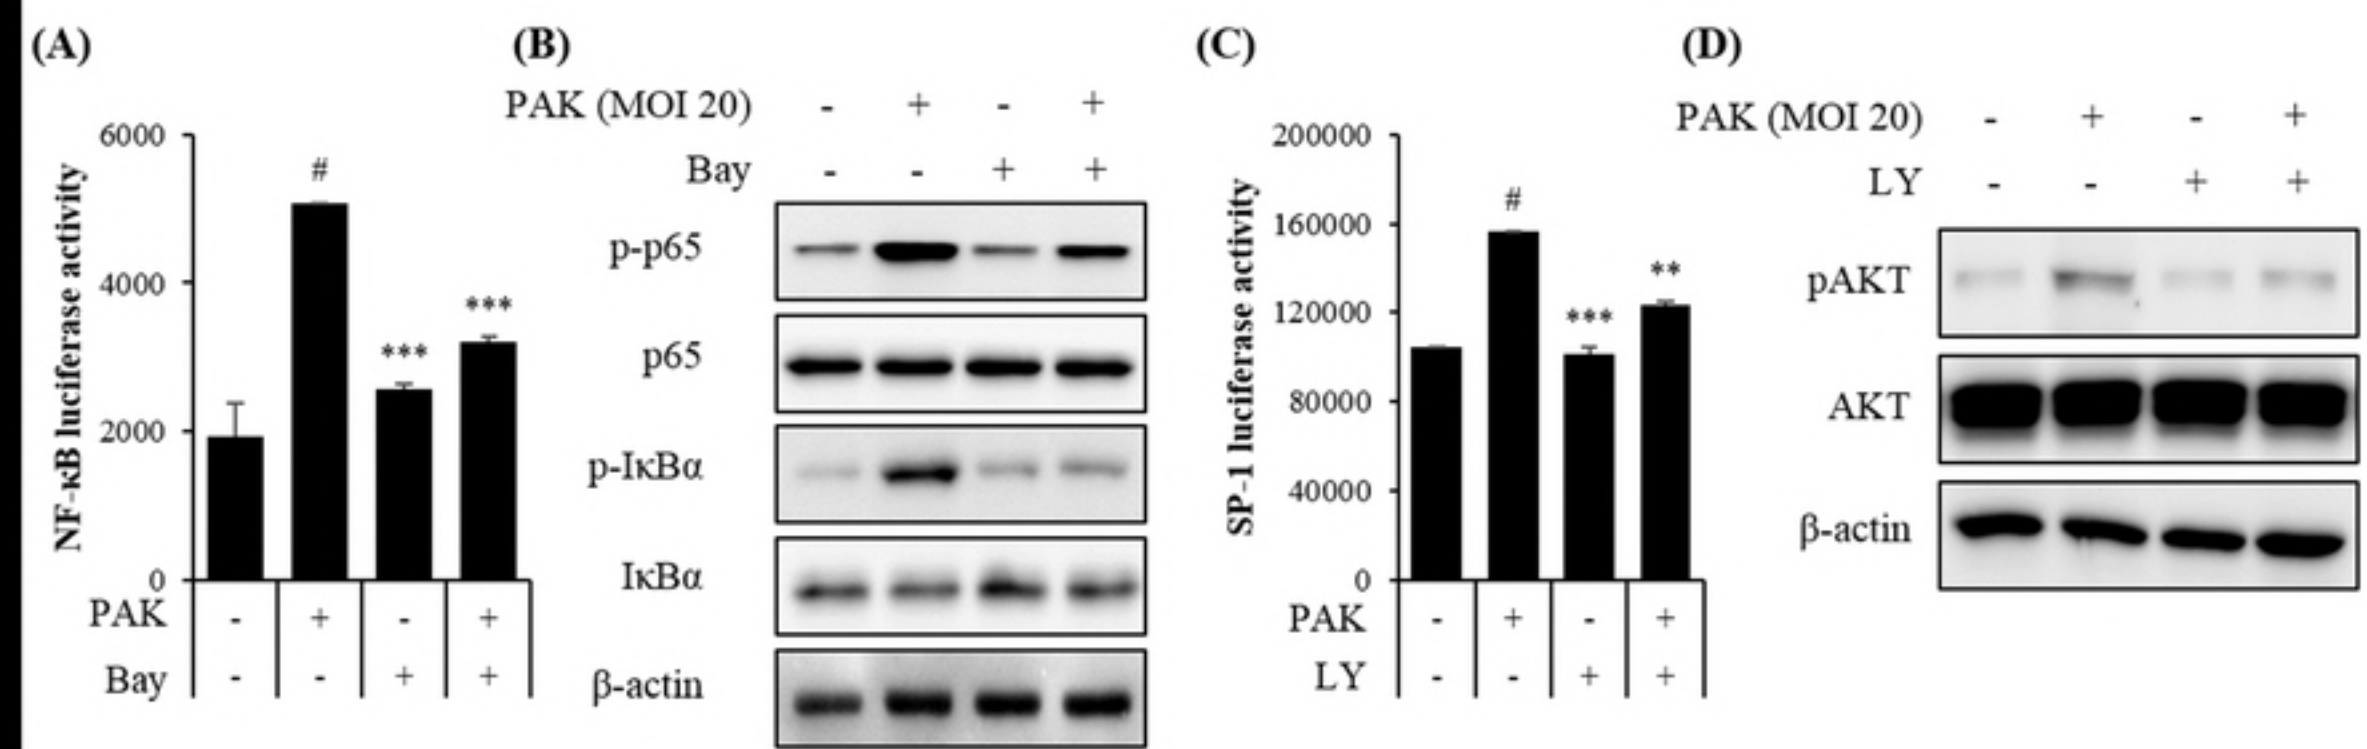 (A)
6000
4000
2000
0
NF-κB luciferase activity
#
***
***
PAK - + - +
Bay - - + +
(B)
PAK (MOI 20) - + - +
Bay - - + +
p-p65
p65
p-IκBα
IκBα
β-actin
(C)
200000
160000
120000
80000
40000
0
SP-1 luciferase activity
#
***
**
PAK - + - +
LY - - + +
(D)
PAK (MOI 20) - + - +
LY - - + +
pAKT
AKT
β-actin